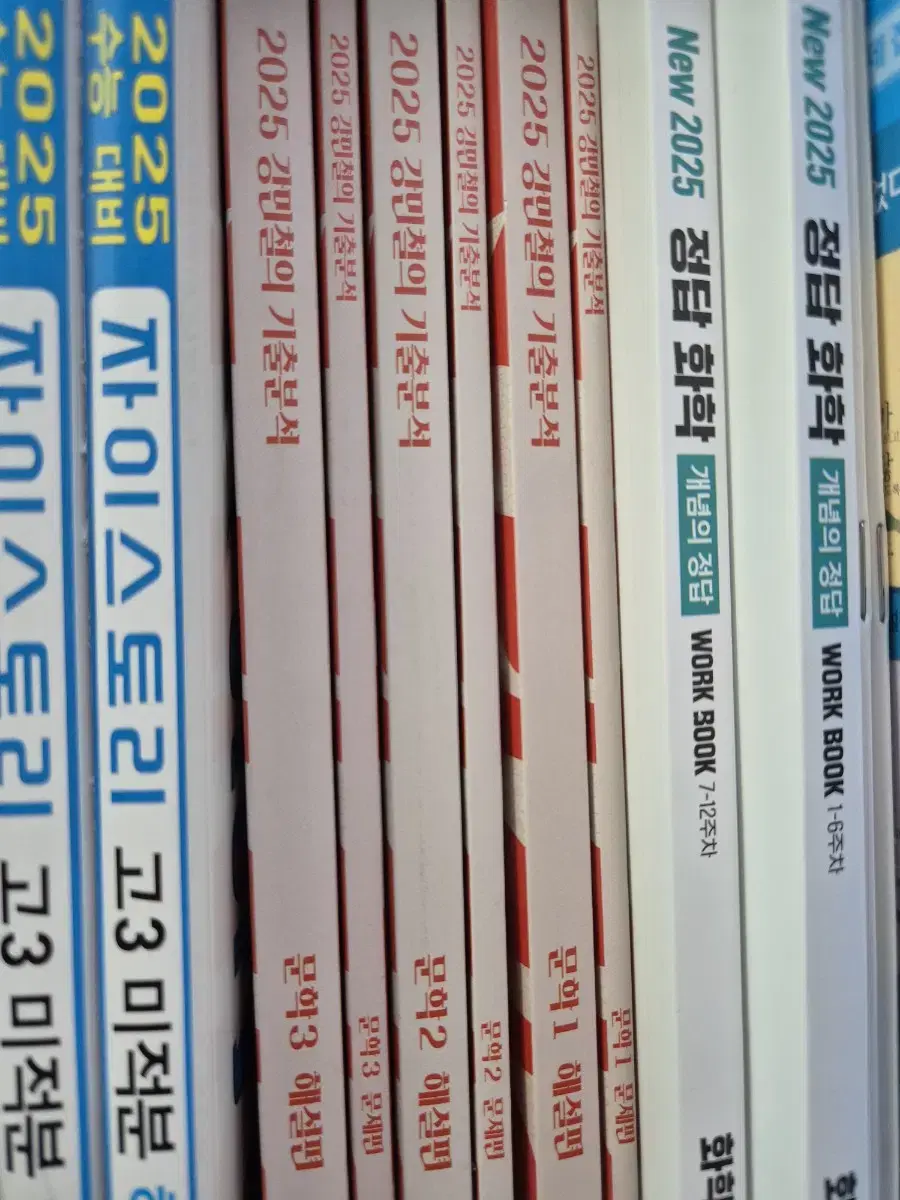 2025
자이스토리 고3 미적분
2025
수능 대비
자이스토리 고3 미적분
2025 강민철의 기출분석 문학3 해설편
2025 강민철의 기출분석 문학3 문제편
2025 강민철의 기출분석 문학2 해설편
2025 강민철의 기출분석 문학2 문제편
2025 강민철의 기출분석 문학1 해설편
2025 강민철의 기출분석 문학1 문제편
New 2025 정답 화학 개념의 정답 WORK BOOK 7-12주차 화학
New 2025 정답 화학 개념의 정답 WORK BOOK 1-6주차